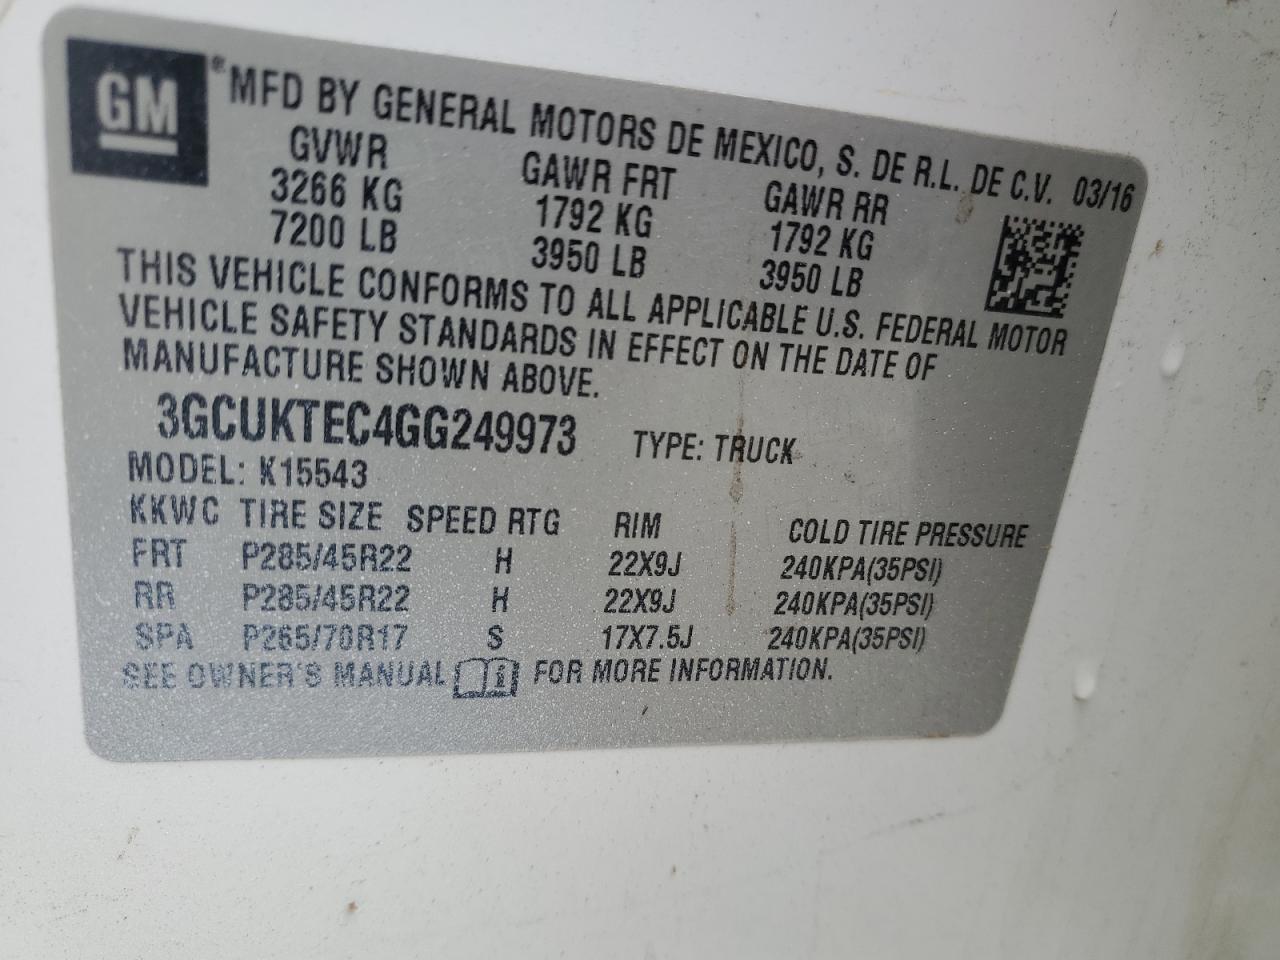 GM
® MFD BY GENERAL MOTORS DE MEXICO, S. DE R.L. DE C.V. 03/16
GVWR GAWR FRT GAWR RR
3266 KG 1792 KG 1792 KG
7200 LB 3950 LB 3950 LB
THIS VEHICLE CONFORMS TO ALL APPLICABLE U.S. FEDERAL MOTOR
VEHICLE SAFETY STANDARDS IN EFFECT ON THE DATE OF
MANUFACTURE SHOWN ABOVE.
3GCUKTEC4GG249973 TYPE: TRUCK
MODEL: K15543
KKWC TIRE SIZE SPEED RTG RIM COLD TIRE PRESSURE
FRT P285/45R22 H 22X9J 240KPA(35PSI)
RR P285/45R22 H 22X9J 240KPA(35PSI)
SPA P265/70R17 S 17X7.5J 240KPA(35PSI)
SEE OWNER'S MANUAL FOR MORE INFORMATION.